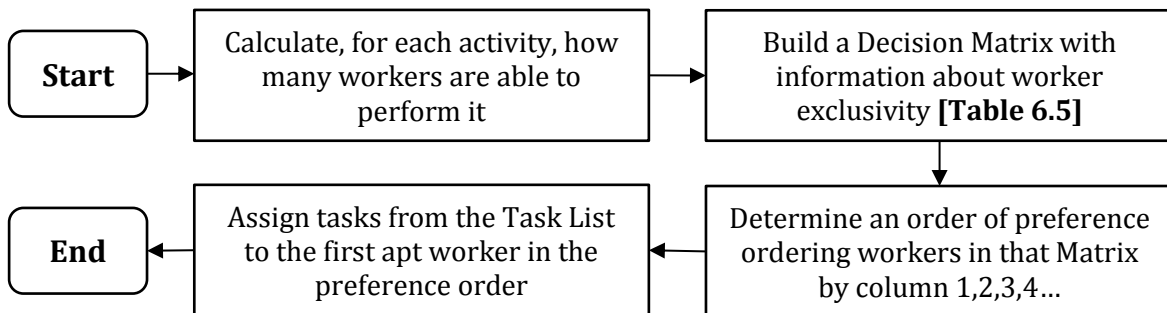 Start
Calculate, for each activity, how
many workers are able to
perform it
Build a Decision Matrix with
information about worker
exclusivity [Table 6.5]
Determine an order of preference
ordering workers in that Matrix
by column 1,2,3,4…
Assign tasks from the Task List
to the first apt worker in the
preference order
End